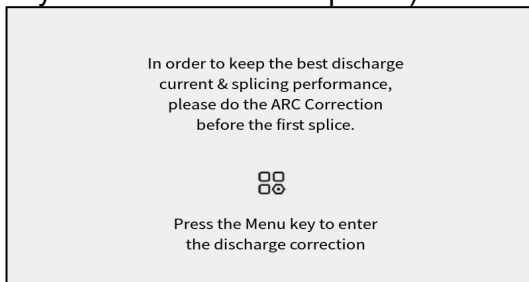 In order to keep the best discharge
current & splicing performance,
please do the ARC Correction
before the first splice.
Press the Menu key to enter
the discharge correction